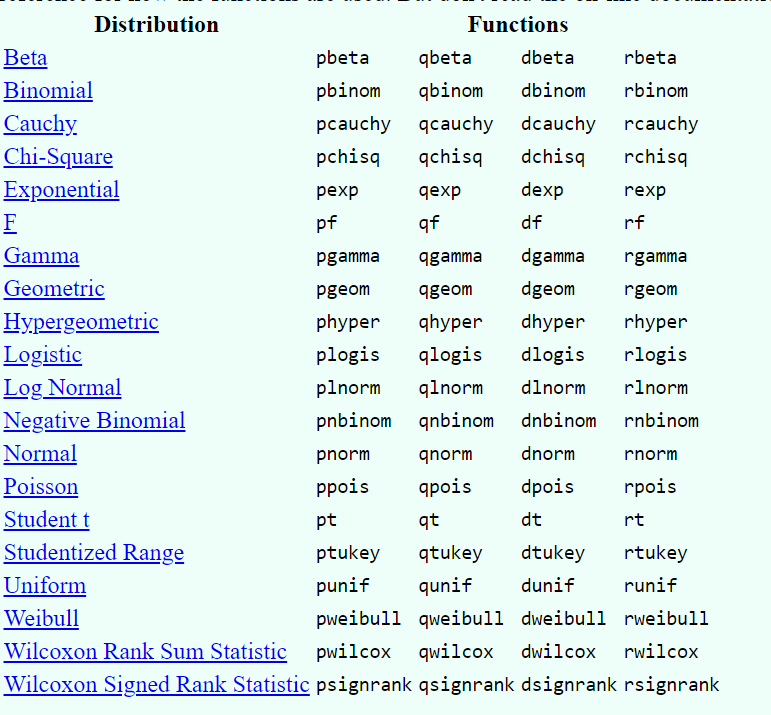 Distribution Functions
Beta pbeta qbeta dbeta rbeta
Binomial pbinom qbinom dbinom rbinom
Cauchy pcauchy qcauchy dcauchy rcauchy
Chi-Square pchisq qchisq dchisq rchisq
Exponential pexp qexp dexp rexp
F pf qf df rf
Gamma pgamma qgamma dgamma rgamma
Geometric pgeom qgeom dgeom rgeom
Hypergeometric phyper qhyper dhyper rhyper
Logistic plogis qlogis dlogis rlogis
Log Normal plnorm qlnorm dlnorm rlnorm
Negative Binomial pnbinom qnbinom dnbinom rnbinom
Normal pnorm qnorm dnorm rnorm
Poisson ppois qpois dpois rpois
Student t pt qt dt rt
Studentized Range ptukey qtukey dtukey rtukey
Uniform punif qunif dunif runif
Weibull pweibull qweibull dweibull rweibull
Wilcoxon Rank Sum Statistic pwilcox qwilcox dwilcox rwilcox
Wilcoxon Signed Rank Statistic psignrank qsignrank dsignrank rsignrank